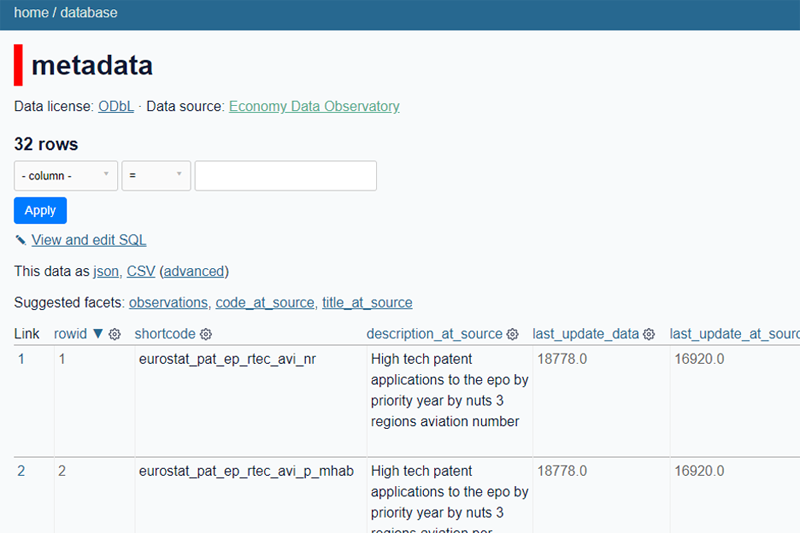 home / database
metadata
Data license: ODbL · Data source: Economy Data Observatory
32 rows
- column - =
Apply
View and edit SQL
This data as json, CSV (advanced)
Suggested facets: observations, code_at_source, title_at_source
Link rowid ▼ shortcode description_at_source last_update_data last_update_at_sourc
1 1 eurostat_pat_ep_rtec_avi_nr High tech patent 18778.0 16920.0
applications to the epo by
priority year by nuts 3
regions aviation number
2 2 eurostat_pat_ep_rtec_avi_p_mhab High tech patent 18778.0 16920.0
applications to the epo by
priority year by nuts 3
regions aviation per